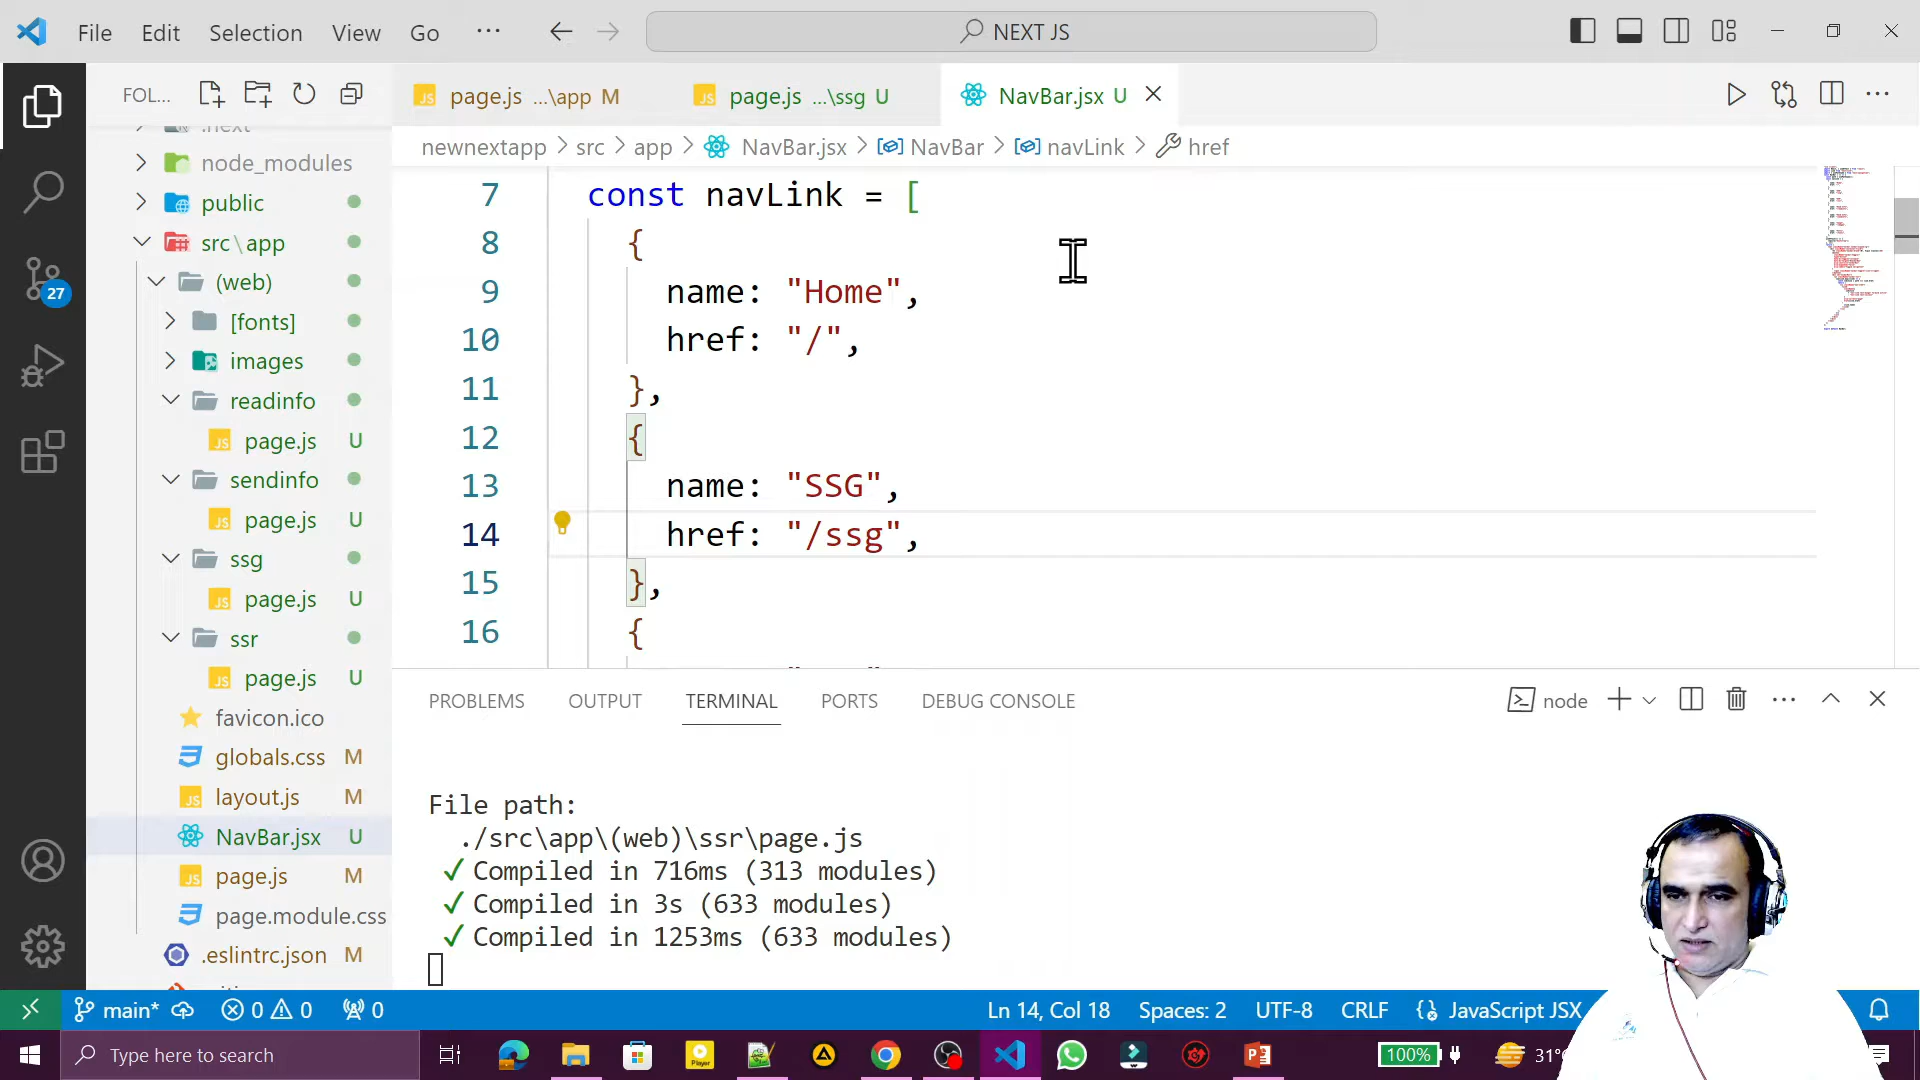 File Edit Selection View Go ··· NEXT JS
FOL...
page.js ...\app M
page.js ...\ssg U
NavBar.jsx U
newnextapp > src > app > NavBar.jsx > NavBar > navLink > href
.next
node_modules
public
src\app
(web)
[fonts]
images
readinfo
page.js U
sendinfo
page.js U
ssg
page.js U
ssr
page.js U
favicon.ico
globals.css M
layout.js M
NavBar.jsx U
page.js M
page.module.css
.eslintrc.json M
27
7 const navLink = [
8 {
9 name: "Home",
10 href: "/",
11 },
12 {
13 name: "SSG",
14 href: "/ssg",
15 },
16 {
PROBLEMS OUTPUT TERMINAL PORTS DEBUG CONSOLE
node
File path:
./src\app\(web)\ssr\page.js
✓ Compiled in 716ms (313 modules)
✓ Compiled in 3s (633 modules)
✓ Compiled in 1253ms (633 modules)
main* 0 0 0 Ln 14, Col 18 Spaces: 2 UTF-8 CRLF JavaScript JSX
Type here to search
100%
31°